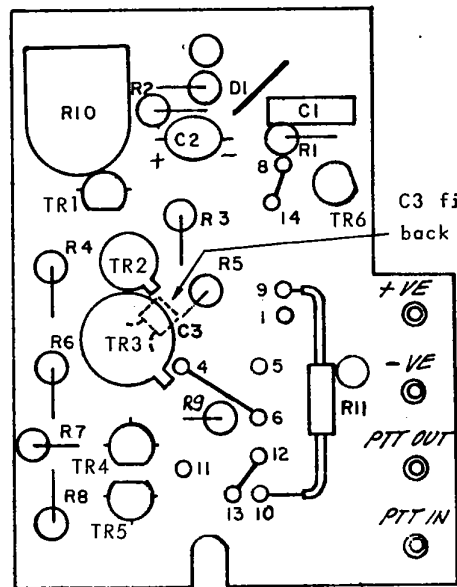 R2
D1
R10
C1
C2
+
-
R1
8
TR1
14
TR6
R3
C3 fi
back
R4
TR2
R5
+VE
9
1
C3
TR3
R6
4
5
-VE
R9
6
R11
R7
TR4
PTT OUT
12
11
R8
TR5
13
10
PTT IN